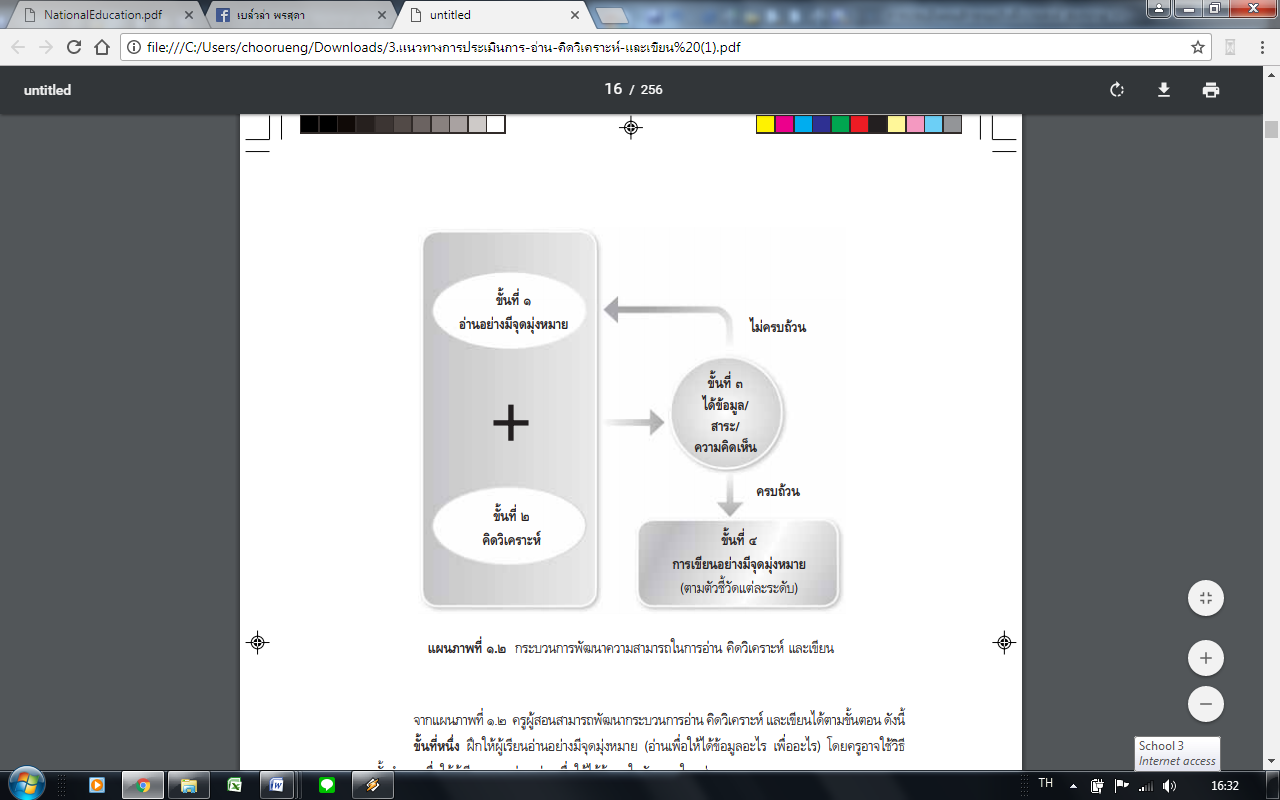 NationalEducation.pdf
เบล์วล่า พรสุดา
untitled
file:///C:/Users/choorueng/Downloads/3.แนวทางการประเมินการ-อ่าน-คิดวิเคราะห์-และเขียน%20(1).pdf
untitled
16 / 256
ขั้นที่ ๑
อ่านอย่างมีจุดมุ่งหมาย
ไม่ครบถ้วน
ขั้นที่ ๓
ได้ข้อมูล/
สาระ/
ความคิดเห็น
ครบถ้วน
ขั้นที่ ๒
คิดวิเคราะห์
ขั้นที่ ๔
การเขียนอย่างมีจุดมุ่งหมาย
(ตามตัวชี้วัดแต่ละระดับ)
แผนภาพที่ ๑.๒ กระบวนการพัฒนาความสามารถในการอ่าน คิดวิเคราะห์ และเขียน
จากแผนภาพที่ ๑.๒ ครูผู้สอนสามารถพัฒนากระบวนการอ่าน คิดวิเคราะห์ และเขียนได้ตามขั้นตอน ดังนี้
ขั้นที่หนึ่ง ฝึกให้ผู้เรียนอ่านอย่างมีจุดมุ่งหมาย (อ่านเพื่อให้ได้ข้อมูลอะไร เพื่ออะไร) โดยครูอาจใช้วิธี
School 3
Internet access
TH
16:32